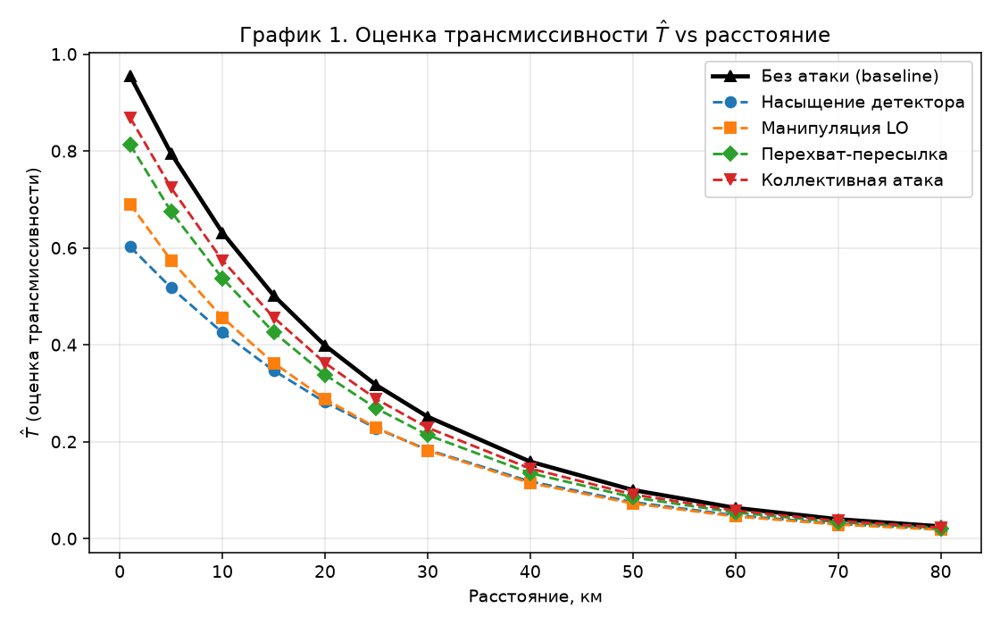 График 1. Оценка трансмиссивности T̂ vs расстояние
Без атаки (baseline)
Насыщение детектора
Манипуляция LO
Перехват-пересылка
Коллективная атака
T̂ (оценка трансмиссивности)
1.0
0.8
0.6
0.4
0.2
0.0
0 10 20 30 40 50 60 70 80
Расстояние, км